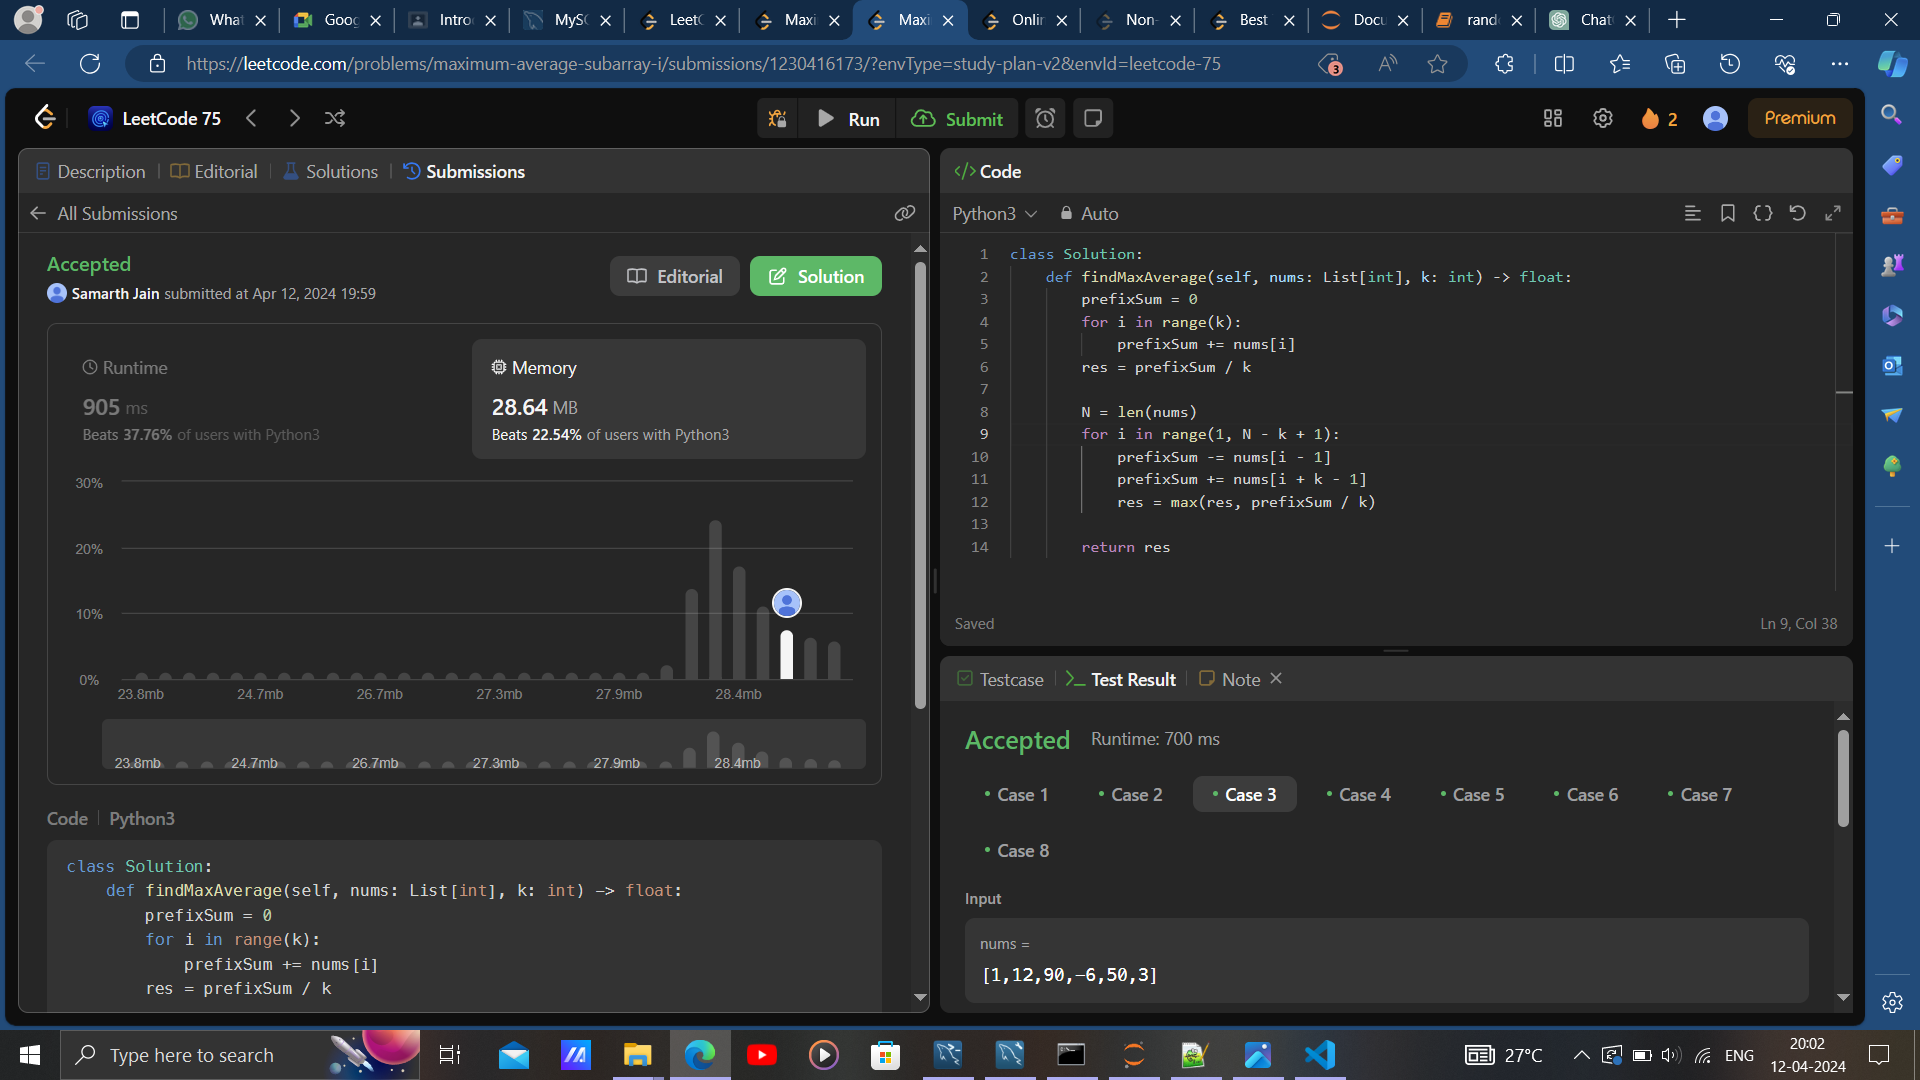 What
Goog
Intro
MySQ
LeetC
Maxi
Maxi
Onlin
Non-
Best
Docu
rand
Chat
https://leetcode.com/problems/maximum-average-subarray-i/submissions/1230416173/?envType=study-plan-v2&envId=leetcode-75
3
LeetCode 75
Run
Submit
2
Premium
Description
Editorial
Solutions
Submissions
All Submissions
Accepted
Samarth Jain submitted at Apr 12, 2024 19:59
Editorial
Solution
Runtime
905 ms
Beats 37.76% of users with Python3
Memory
28.64 MB
Beats 22.54% of users with Python3
30%
20%
10%
0%
23.8mb 24.7mb 26.7mb 27.3mb 27.9mb 28.4mb
23.8mb 24.7mb 26.7mb 27.3mb 27.9mb 28.4mb
Code | Python3
class Solution:
def findMaxAverage(self, nums: List[int], k: int) -> float:
prefixSum = 0
for i in range(k):
prefixSum += nums[i]
res = prefixSum / k
</> Code
Python3
Auto
1 class Solution:
2 def findMaxAverage(self, nums: List[int], k: int) -> float:
3 prefixSum = 0
4 for i in range(k):
5 prefixSum += nums[i]
6 res = prefixSum / k
7
8 N = len(nums)
9 for i in range(1, N - k + 1):
10 prefixSum -= nums[i - 1]
11 prefixSum += nums[i + k - 1]
12 res = max(res, prefixSum / k)
13
14 return res
Saved
Ln 9, Col 38
Testcase
Test Result
Note
Accepted Runtime: 700 ms
Case 1
Case 2
Case 3
Case 4
Case 5
Case 6
Case 7
Case 8
Input
nums =
[1,12,90,-6,50,3]
Type here to search
27°C
ENG
20:02
12-04-2024